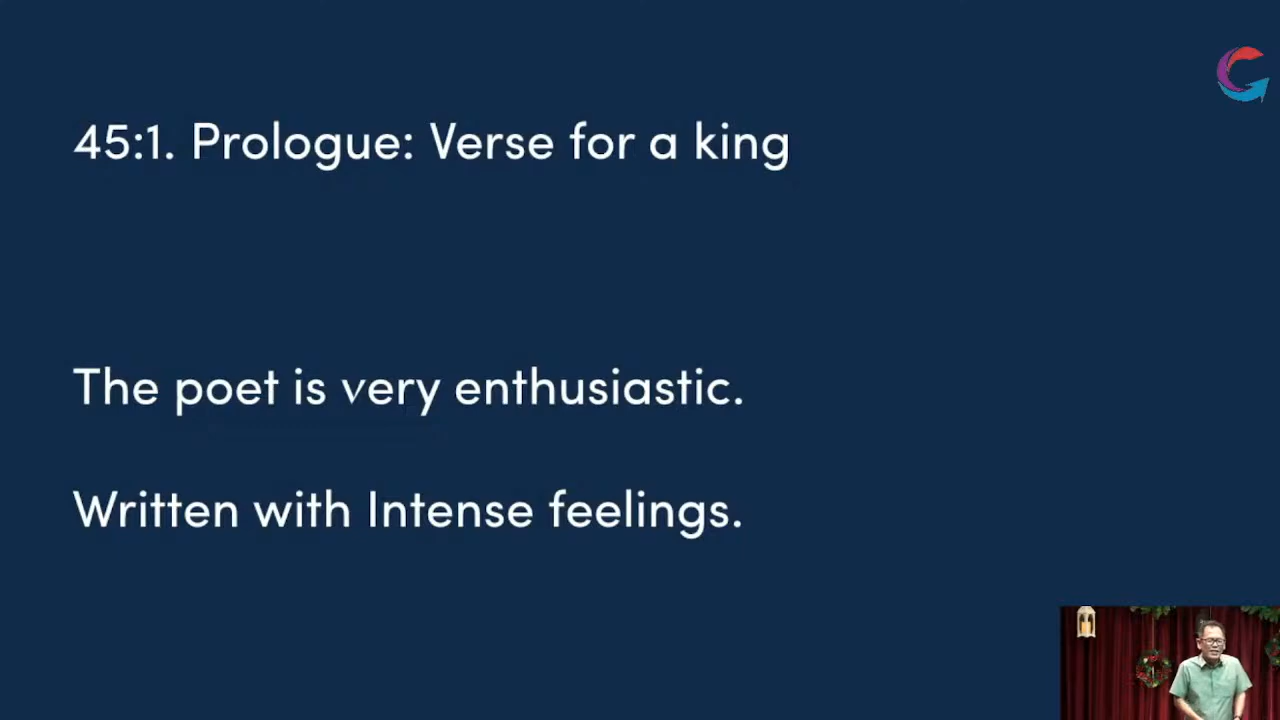 45:1. Prologue: Verse for a king
The poet is very enthusiastic.
Written with Intense feelings.